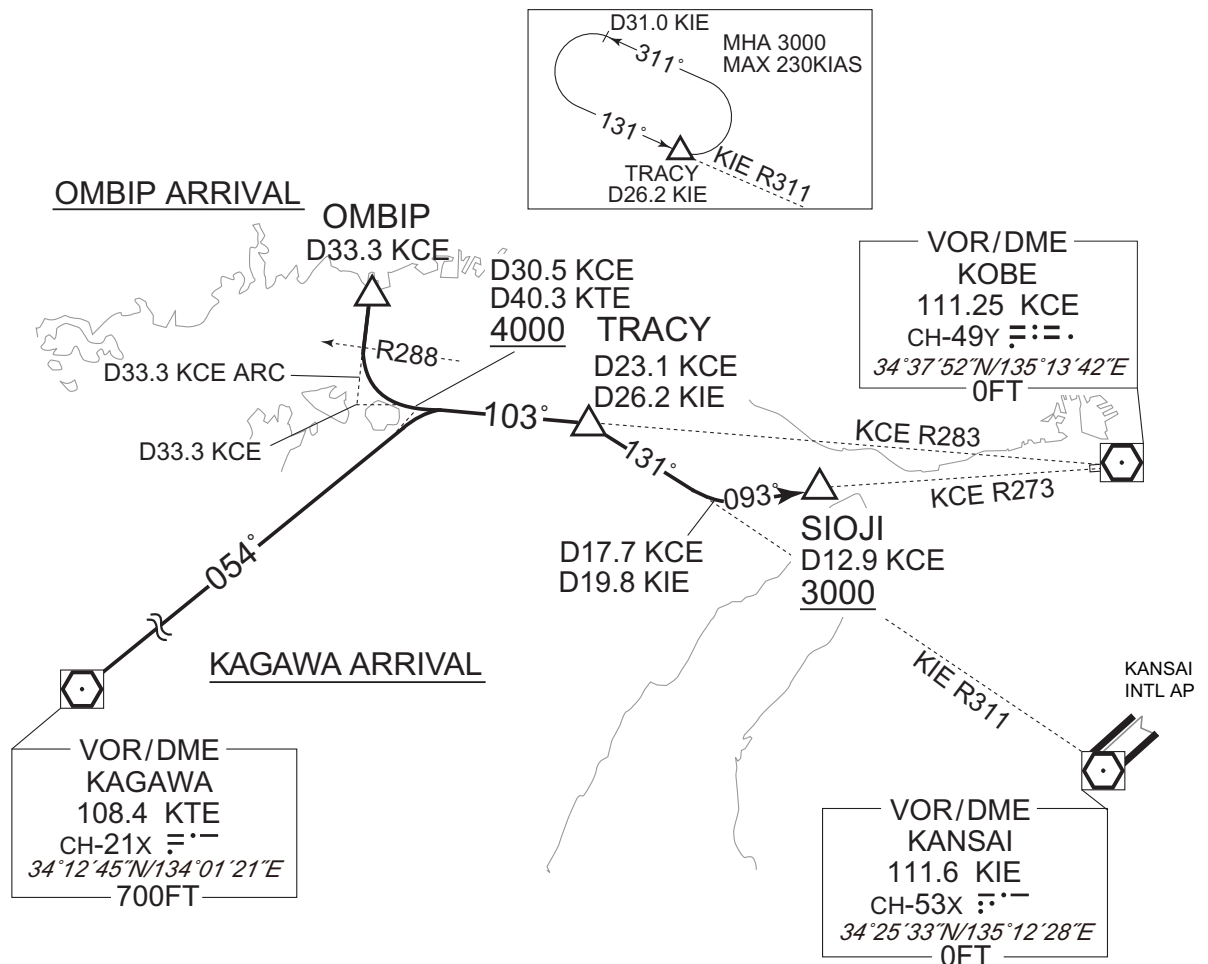 D31.0 KIE
MHA 3000
MAX 230KIAS
311°
131°
TRACY
D26.2 KIE
KIE R311
OMBIP ARRIVAL
OMBIP
D33.3 KCE
D30.5 KCE
D40.3 KTE
4000
TRACY
D23.1 KCE
D26.2 KIE
R288
D33.3 KCE ARC
D33.3 KCE
103°
131°
093°
KCE R283
KCE R273
VOR/DME
KOBE
111.25 KCE
CH-49Y
34°37´52˝N/135°13´42˝E
0FT
D17.7 KCE
D19.8 KIE
SIOJI
D12.9 KCE
3000
054°
KAGAWA ARRIVAL
KIE R311
KANSAI
INTL AP
VOR/DME
KAGAWA
108.4 KTE
CH-21X
34°12´45˝N/134°01´21˝E
700FT
VOR/DME
KANSAI
111.6 KIE
CH-53X
34°25´33˝N/135°12´28˝E
0FT